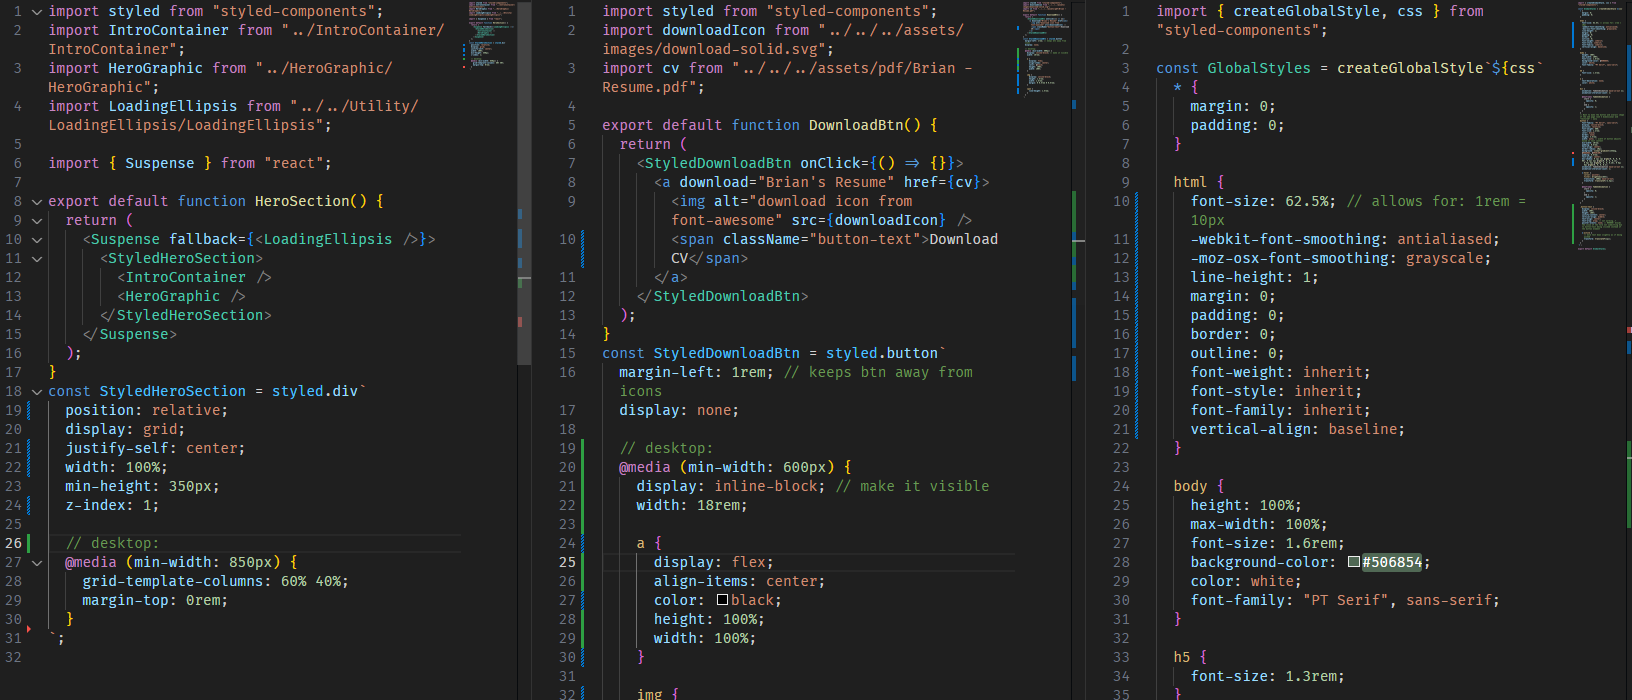 1 import styled from "styled-components";
2 import IntroContainer from "../IntroContainer/
IntroContainer";
3 import HeroGraphic from "../HeroGraphic/
HeroGraphic";
4 import LoadingEllipsis from "../../Utility/
LoadingEllipsis/LoadingEllipsis";
5
6 import { Suspense } from "react";
7
8 export default function HeroSection() {
9 return (
10 <Suspense fallback={<LoadingEllipsis />}>
11 <StyledHeroSection>
12 <IntroContainer />
13 <HeroGraphic />
14 </StyledHeroSection>
15 </Suspense>
16 );
17 }
18 const StyledHeroSection = styled.div`
19 position: relative;
20 display: grid;
21 justify-self: center;
22 width: 100%;
23 min-height: 350px;
24 z-index: 1;
25
26 // desktop:
27 @media (min-width: 850px) {
28 grid-template-columns: 60% 40%;
29 margin-top: 0rem;
30 }
31 `;
32
1 import styled from "styled-components";
2 import downloadIcon from "../../../assets/
images/download-solid.svg";
3 import cv from "../../../assets/pdf/Brian -
Resume.pdf";
4
5 export default function DownloadBtn() {
6 return (
7 <StyledDownloadBtn onClick={() => {}}>
8 <a download="Brian's Resume" href={cv}>
9 <img alt="download icon from
font-awesome" src={downloadIcon} />
10 <span className="button-text">Download
CV</span>
11 </a>
12 </StyledDownloadBtn>
13 );
14 }
15 const StyledDownloadBtn = styled.button`
16 margin-left: 1rem; // keeps btn away from
icons
17 display: none;
18
19 // desktop:
20 @media (min-width: 600px) {
21 display: inline-block; // make it visible
22 width: 18rem;
23
24 a {
25 display: flex;
26 align-items: center;
27 color: black;
28 height: 100%;
29 width: 100%;
30 }
31
32 img {
1 import { createGlobalStyle, css } from
"styled-components";
2
3 const GlobalStyles = createGlobalStyle`${css`
4 * {
5 margin: 0;
6 padding: 0;
7 }
8
9 html {
10 font-size: 62.5%; // allows for: 1rem =
10px
11 -webkit-font-smoothing: antialiased;
12 -moz-osx-font-smoothing: grayscale;
13 line-height: 1;
14 margin: 0;
15 padding: 0;
16 border: 0;
17 outline: 0;
18 font-weight: inherit;
19 font-style: inherit;
20 font-family: inherit;
21 vertical-align: baseline;
22 }
23
24 body {
25 height: 100%;
26 max-width: 100%;
27 font-size: 1.6rem;
28 background-color: #506854;
29 color: white;
30 font-family: "PT Serif", sans-serif;
31 }
32
33 h5 {
34 font-size: 1.3rem;
35 }